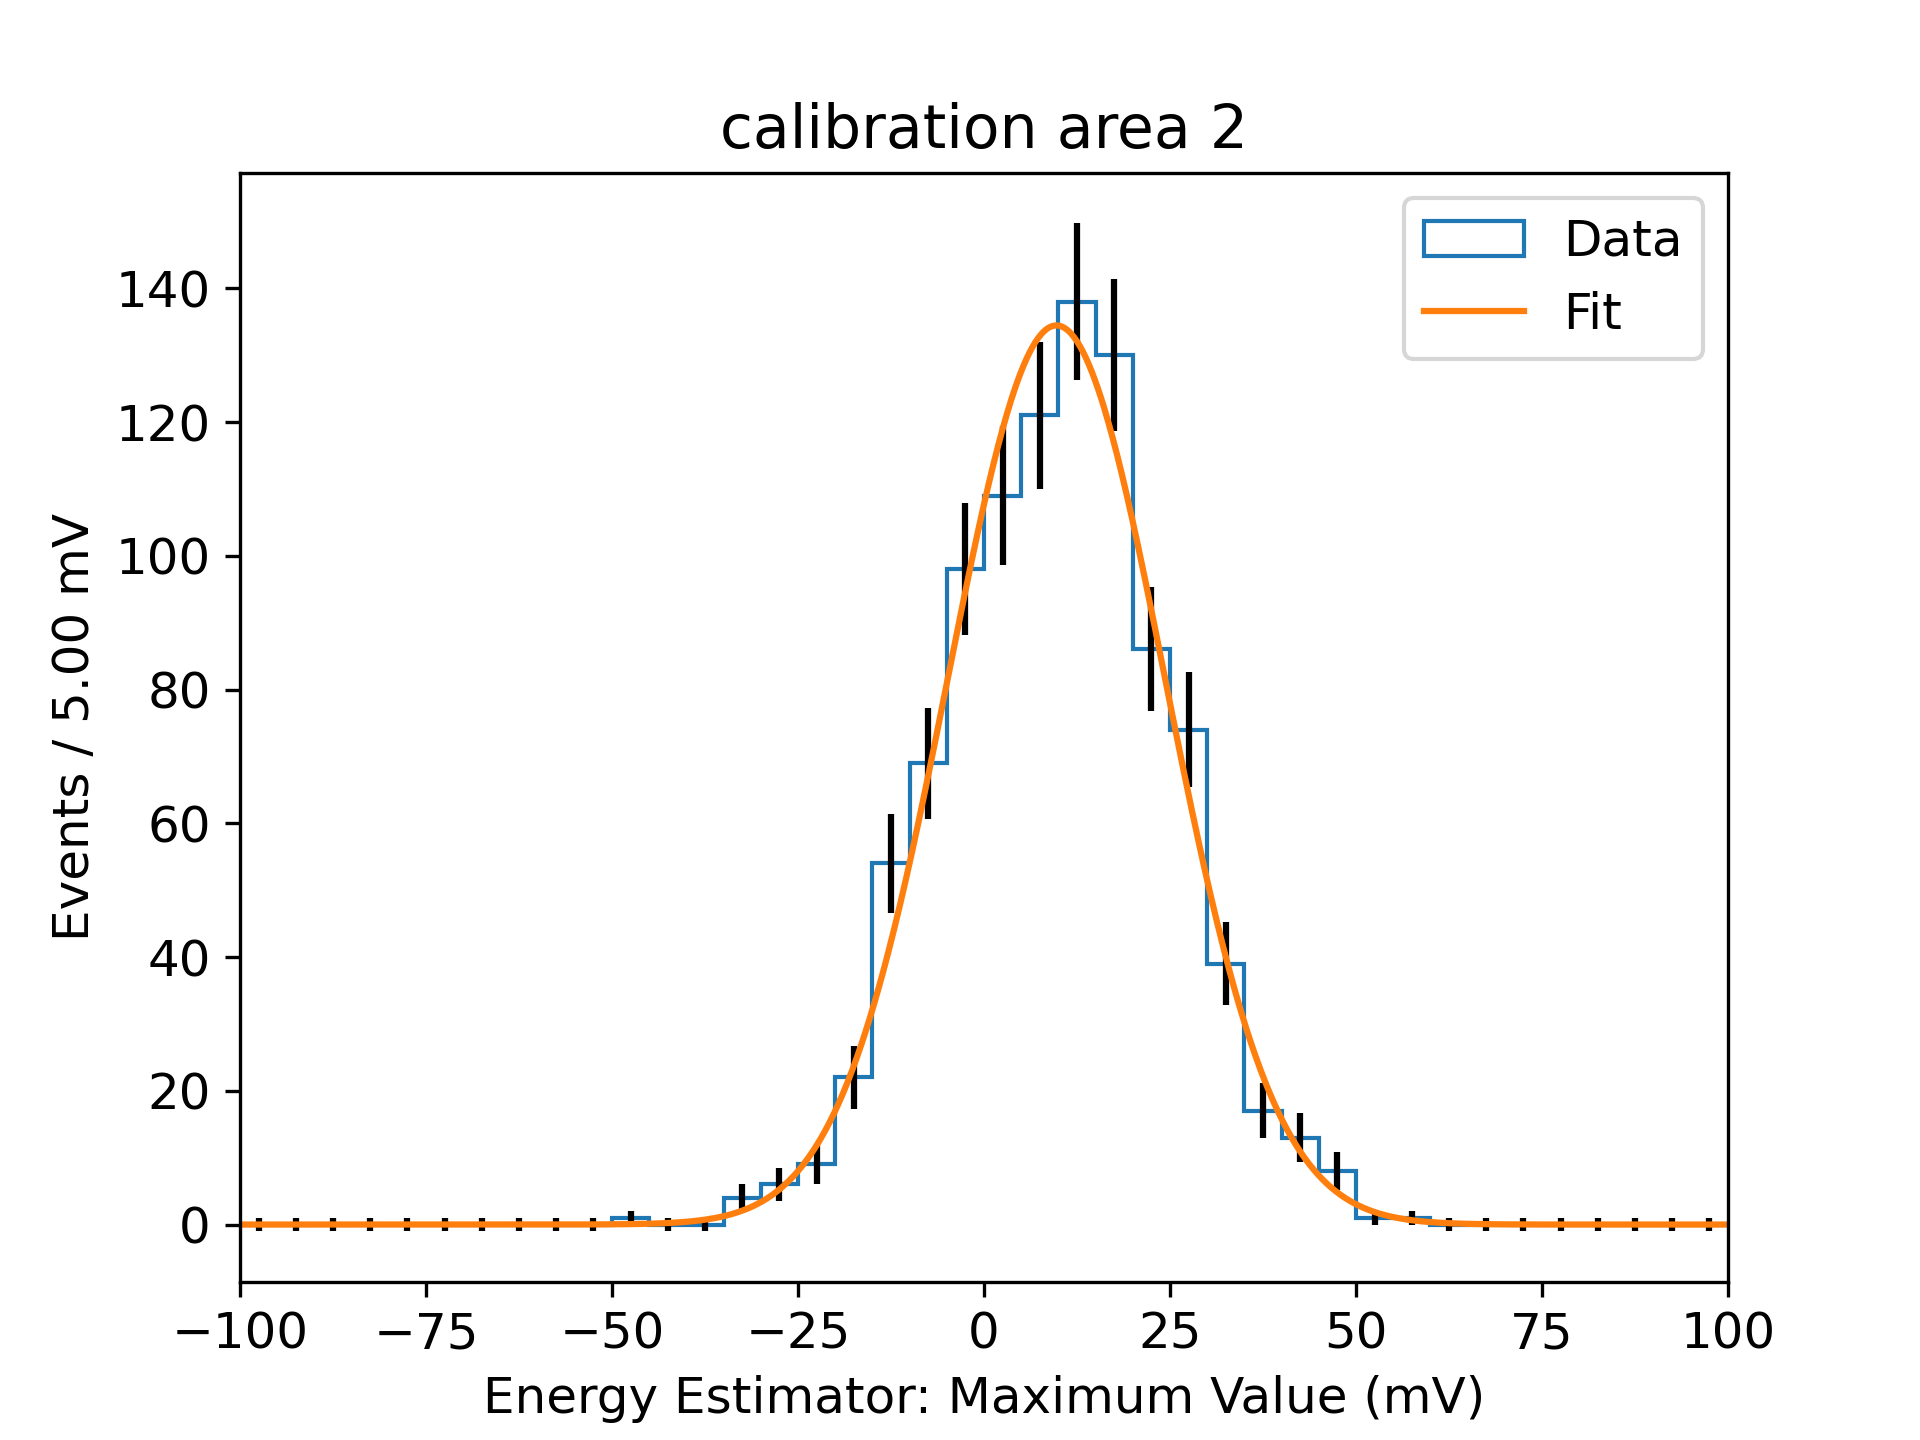 calibration area 2
Data
Fit
Events / 5.00 mV
140
120
100
80
60
40
20
0
−100 −75 −50 −25 0 25 50 75 100
Energy Estimator: Maximum Value (mV)